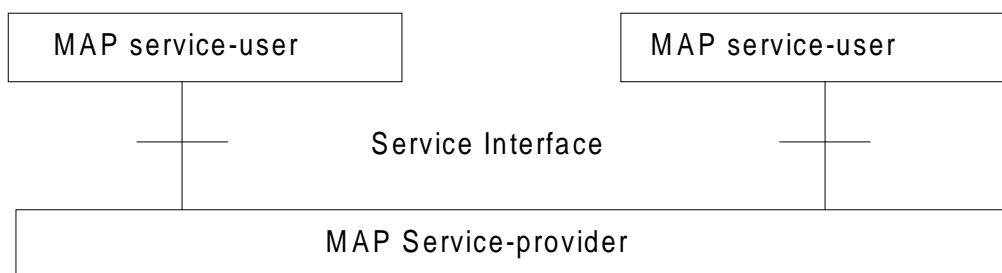 MAP service-user
MAP service-user
Service Interface
MAP Service-provider